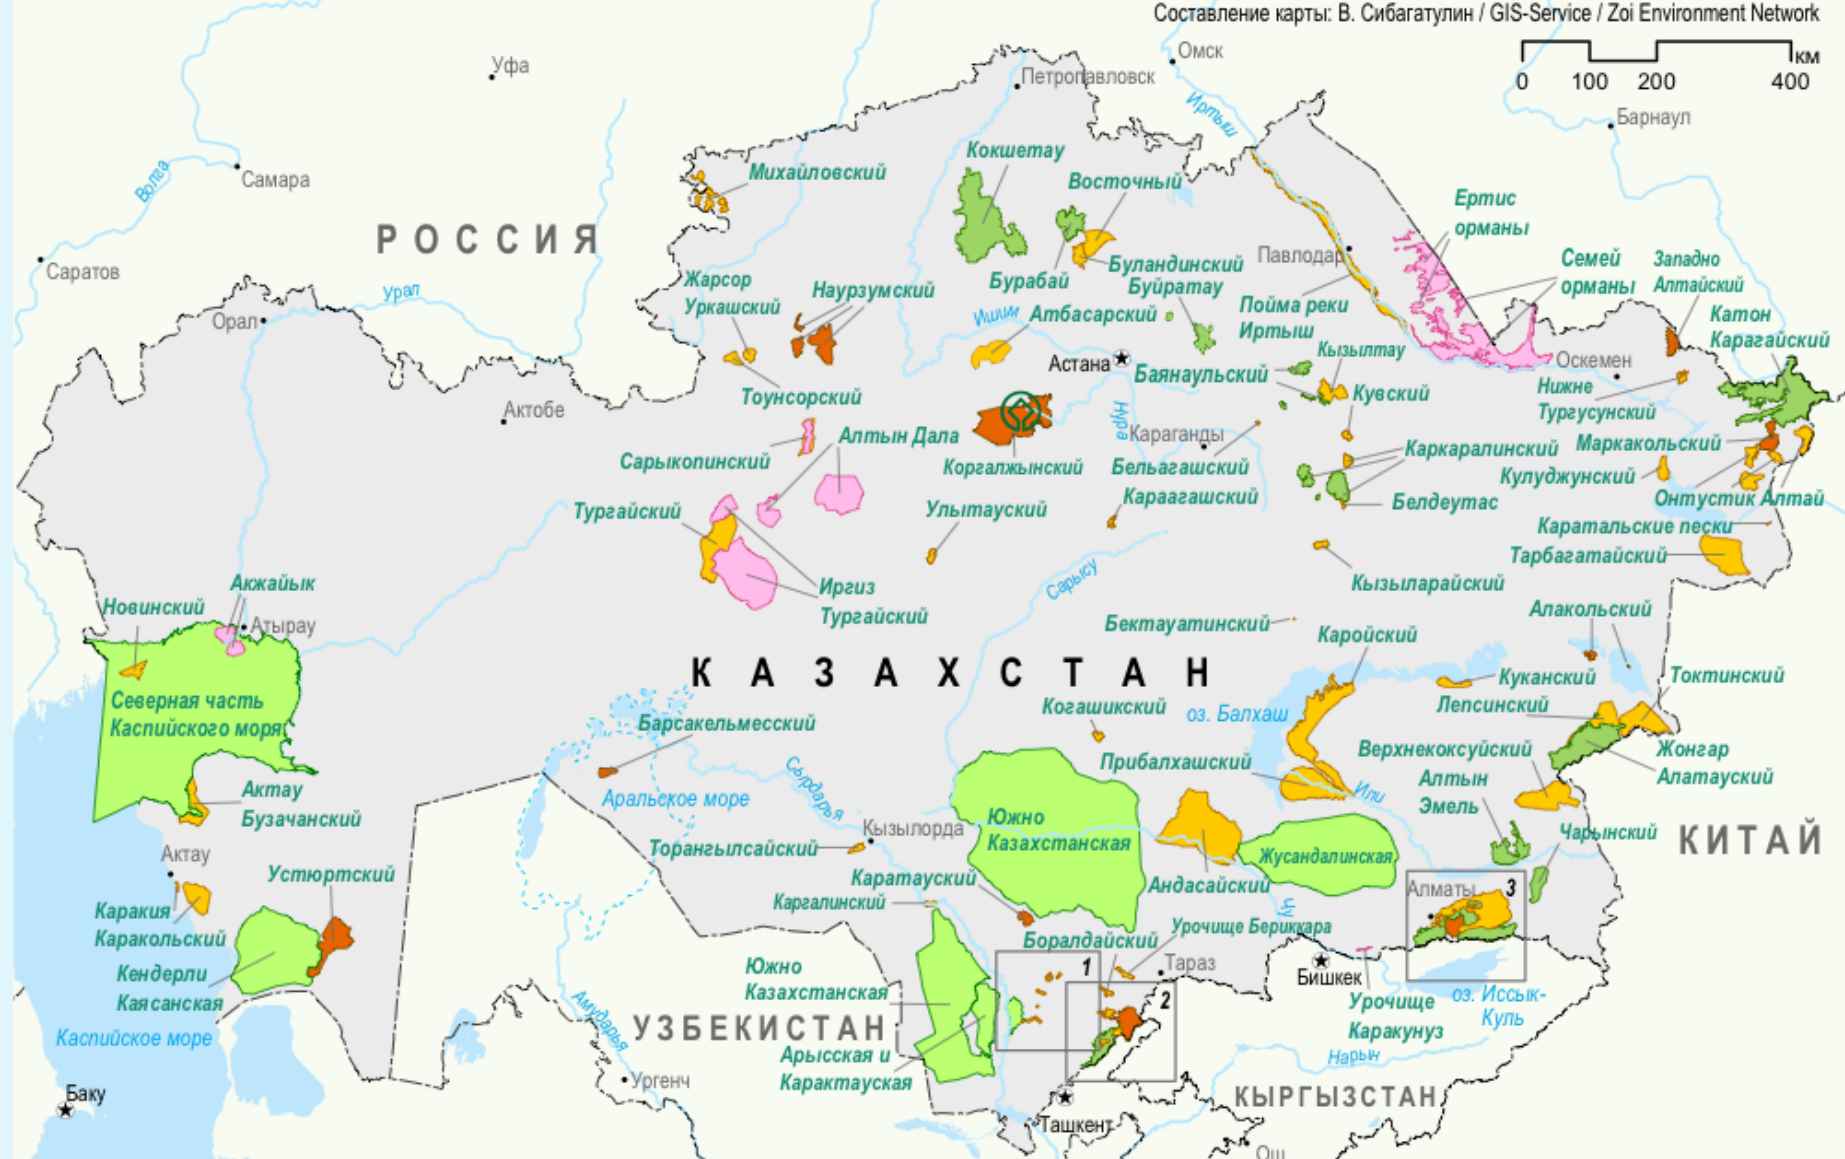 Составление карты: В. Сибагатулин / GIS-Service / Zoi Environment Network
км
0 100 200 400
Омск
Уфа
Петропавловск
Иртыш
Барнаул
Кокшетау
Волга
Самара
Михайловский
Восточный
Ертис
орманы
РОССИЯ
Саратов
Павлодар
Буландинский
Бурабай
Буйратау
Семей
орманы
Западно
Алтайский
Жарсор
Уркашский
Наурзумский
Урал
Орал
Ишим
Атбасарский
Пойма реки
Иртыш
Катон
Карагайский
Кызылтау
Астана
Оскемен
Баянаульский
Кувский
Нижне
Тургусунский
Тоунсорский
Актобе
Нура
Караганды
Алтын Дала
Сарыкопинский
Коргалжынский
Бельагашский
Каркаралинский
Маркакольский
Кулуджунский
Караагашский
Белдеутас
Онтустик Алтай
Тургайский
Улытауский
Каратальские пески
Тарбагатайский
Сарысу
Кызыларайский
Акжайык
Новинский
Атырау
Иргиз
Тургайский
Бектауатинский
Каройский
Алакольский
КАЗАХСТАН
Куканский
Токтинский
Северная часть
Каспийского моря
Когашикский
оз. Балхаш
Лепсинский
Барсакельмесский
Прибалхашский
Верхнекоксуйский
Жонгар
Алатауский
Алтын
Эмель
Сырдарья
Или
Актау
Бузачанский
Аральское море
Южно
Казахстанская
Кызылорда
Чарынский
КИТАЙ
Торангылсайский
Жусандалинская
Актау
Устюртский
Каратауский
Андасайский
Алматы
3
Каргалинский
Чу
Каракия
Каракольский
Боралдайский
Урочище Бериккара
Кендерли
Каясанская
Южно
Казахстанская
1
Тараз
2
Бишкек
Урочище
Каракунуз
оз. Иссык-
Куль
Амударья
УЗБЕКИСТАН
Каспийское море
Арысская и
Карактауская
Нарын
Ургенч
Баку
КЫРГЫЗСТАН
Ташкент
Ош